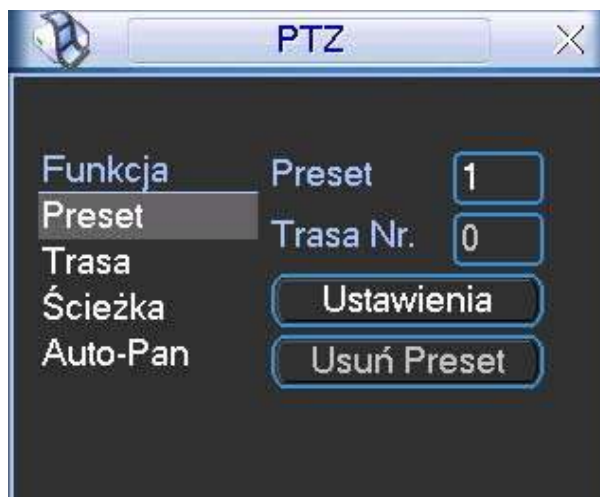 PTZ
Funkcja
Preset
Trasa
Ścieżka
Auto-Pan
Preset 1
Trasa Nr. 0
Ustawienia
Usuń Preset